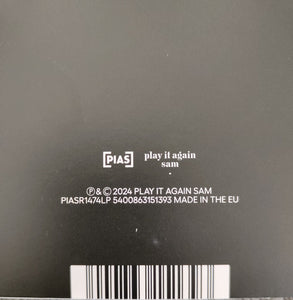 [PIAS]
play it again
sam
℗&© 2024 PLAY IT AGAIN SAM
PIASR1474LP 5400863151393 MADE IN THE EU